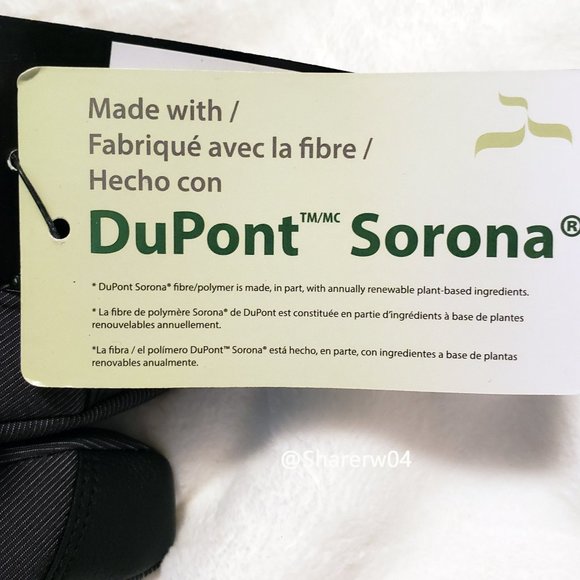 Made with /
Fabriqué avec la fibre /
Hecho con
DuPont™/MC Sorona®
* DuPont Sorona® fibre/polymer is made, in part, with annually renewable plant-based ingredients.
* La fibre de polymère Sorona® de DuPont est constituée en partie d'ingrédients à base de plantes
renouvelables annuellement.
*La fibra / el polímero DuPont™ Sorona® está hecho, en parte, con ingredientes a base de plantas
renovables anualmente.
@Sharerw04